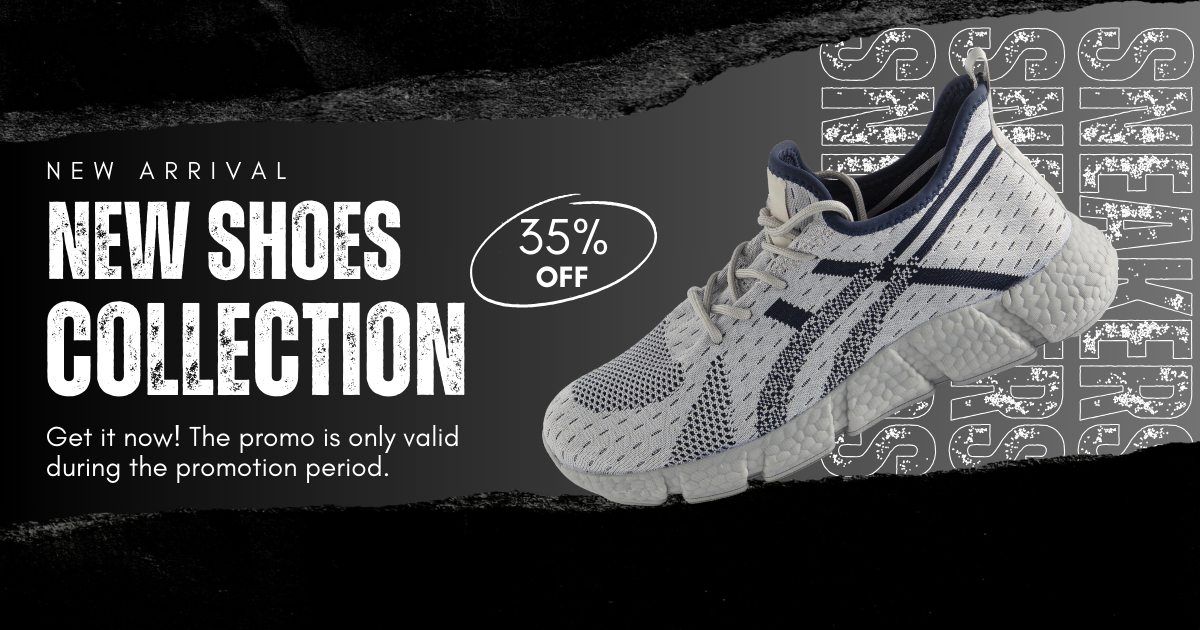 NEW ARRIVAL
NEW SHOES
COLLECTION
35%
OFF
Get it now! The promo is only valid
during the promotion period.
SNEAKERS
SNEAKERS
SNEAKERS